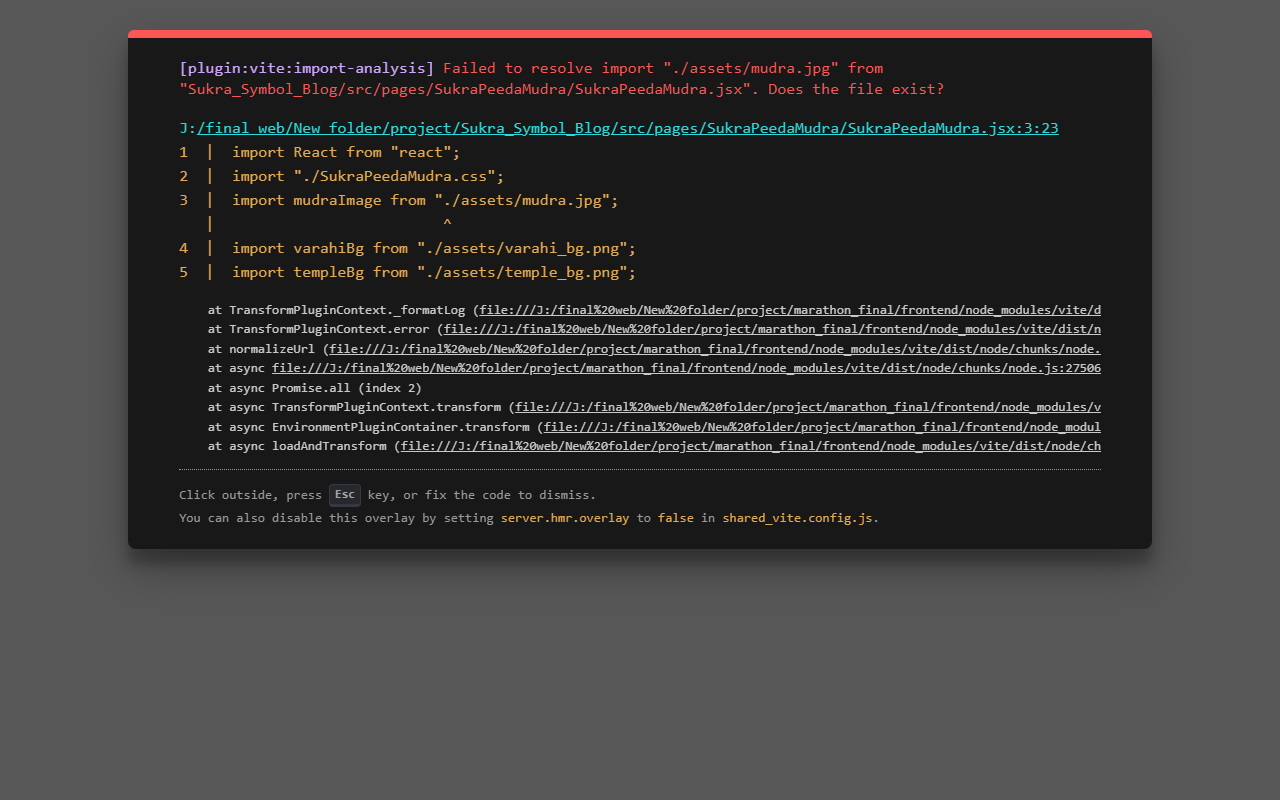 [plugin:vite:import-analysis] Failed to resolve import "./assets/mudra.jpg" from
"Sukra_Symbol_Blog/src/pages/SukraPeedaMudra/SukraPeedaMudra.jsx". Does the file exist?
J:/final web/New folder/project/Sukra_Symbol_Blog/src/pages/SukraPeedaMudra/SukraPeedaMudra.jsx:3:23
1  |  import React from "react";
2  |  import "./SukraPeedaMudra.css";
3  |  import mudraImage from "./assets/mudra.jpg";
   |                          ^
4  |  import varahiBg from "./assets/varahi_bg.png";
5  |  import templeBg from "./assets/temple_bg.png";
at TransformPluginContext._formatLog (file:///J:/final%20web/New%20folder/project/marathon_final/frontend/node_modules/vite/d
at TransformPluginContext.error (file:///J:/final%20web/New%20folder/project/marathon_final/frontend/node_modules/vite/dist/n
at normalizeUrl (file:///J:/final%20web/New%20folder/project/marathon_final/frontend/node_modules/vite/dist/node/chunks/node.
at async file:///J:/final%20web/New%20folder/project/marathon_final/frontend/node_modules/vite/dist/node/chunks/node.js:27506
at async Promise.all (index 2)
at async TransformPluginContext.transform (file:///J:/final%20web/New%20folder/project/marathon_final/frontend/node_modules/v
at async EnvironmentPluginContainer.transform (file:///J:/final%20web/New%20folder/project/marathon_final/frontend/node_modul
at async loadAndTransform (file:///J:/final%20web/New%20folder/project/marathon_final/frontend/node_modules/vite/dist/node/ch
Click outside, press Esc key, or fix the code to dismiss.
You can also disable this overlay by setting server.hmr.overlay to false in shared_vite.config.js.